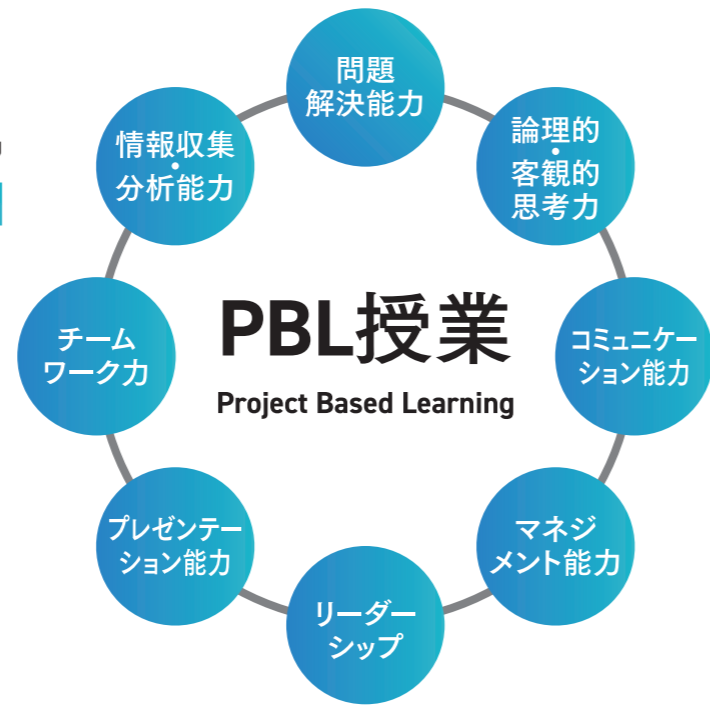 問題
解決能力
論理的
・
客観的
思考力
コミュニケー
ション能力
マネジ
メント能力
リーダー
シップ
プレゼンテー
ション能力
チーム
ワーク力
情報収集
・
分析能力
PBL授業
Project Based Learning